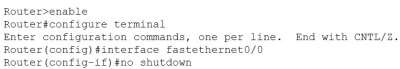 Router>enable
Router#configure terminal
Enter configuration commands, one per line.  End with CNTL/Z.
Router(config)#interface fastethernet0/0
Router(config-if)#no shutdown